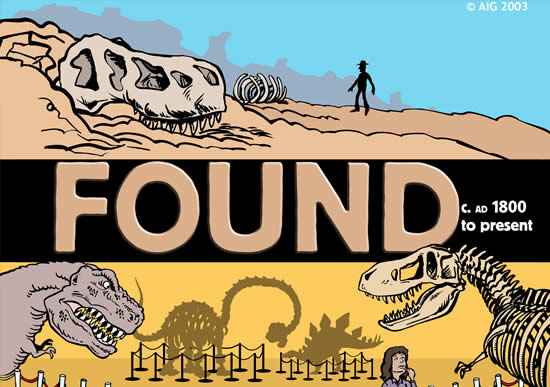 © AIG 2003
FOUND
c. AD 1800
to present